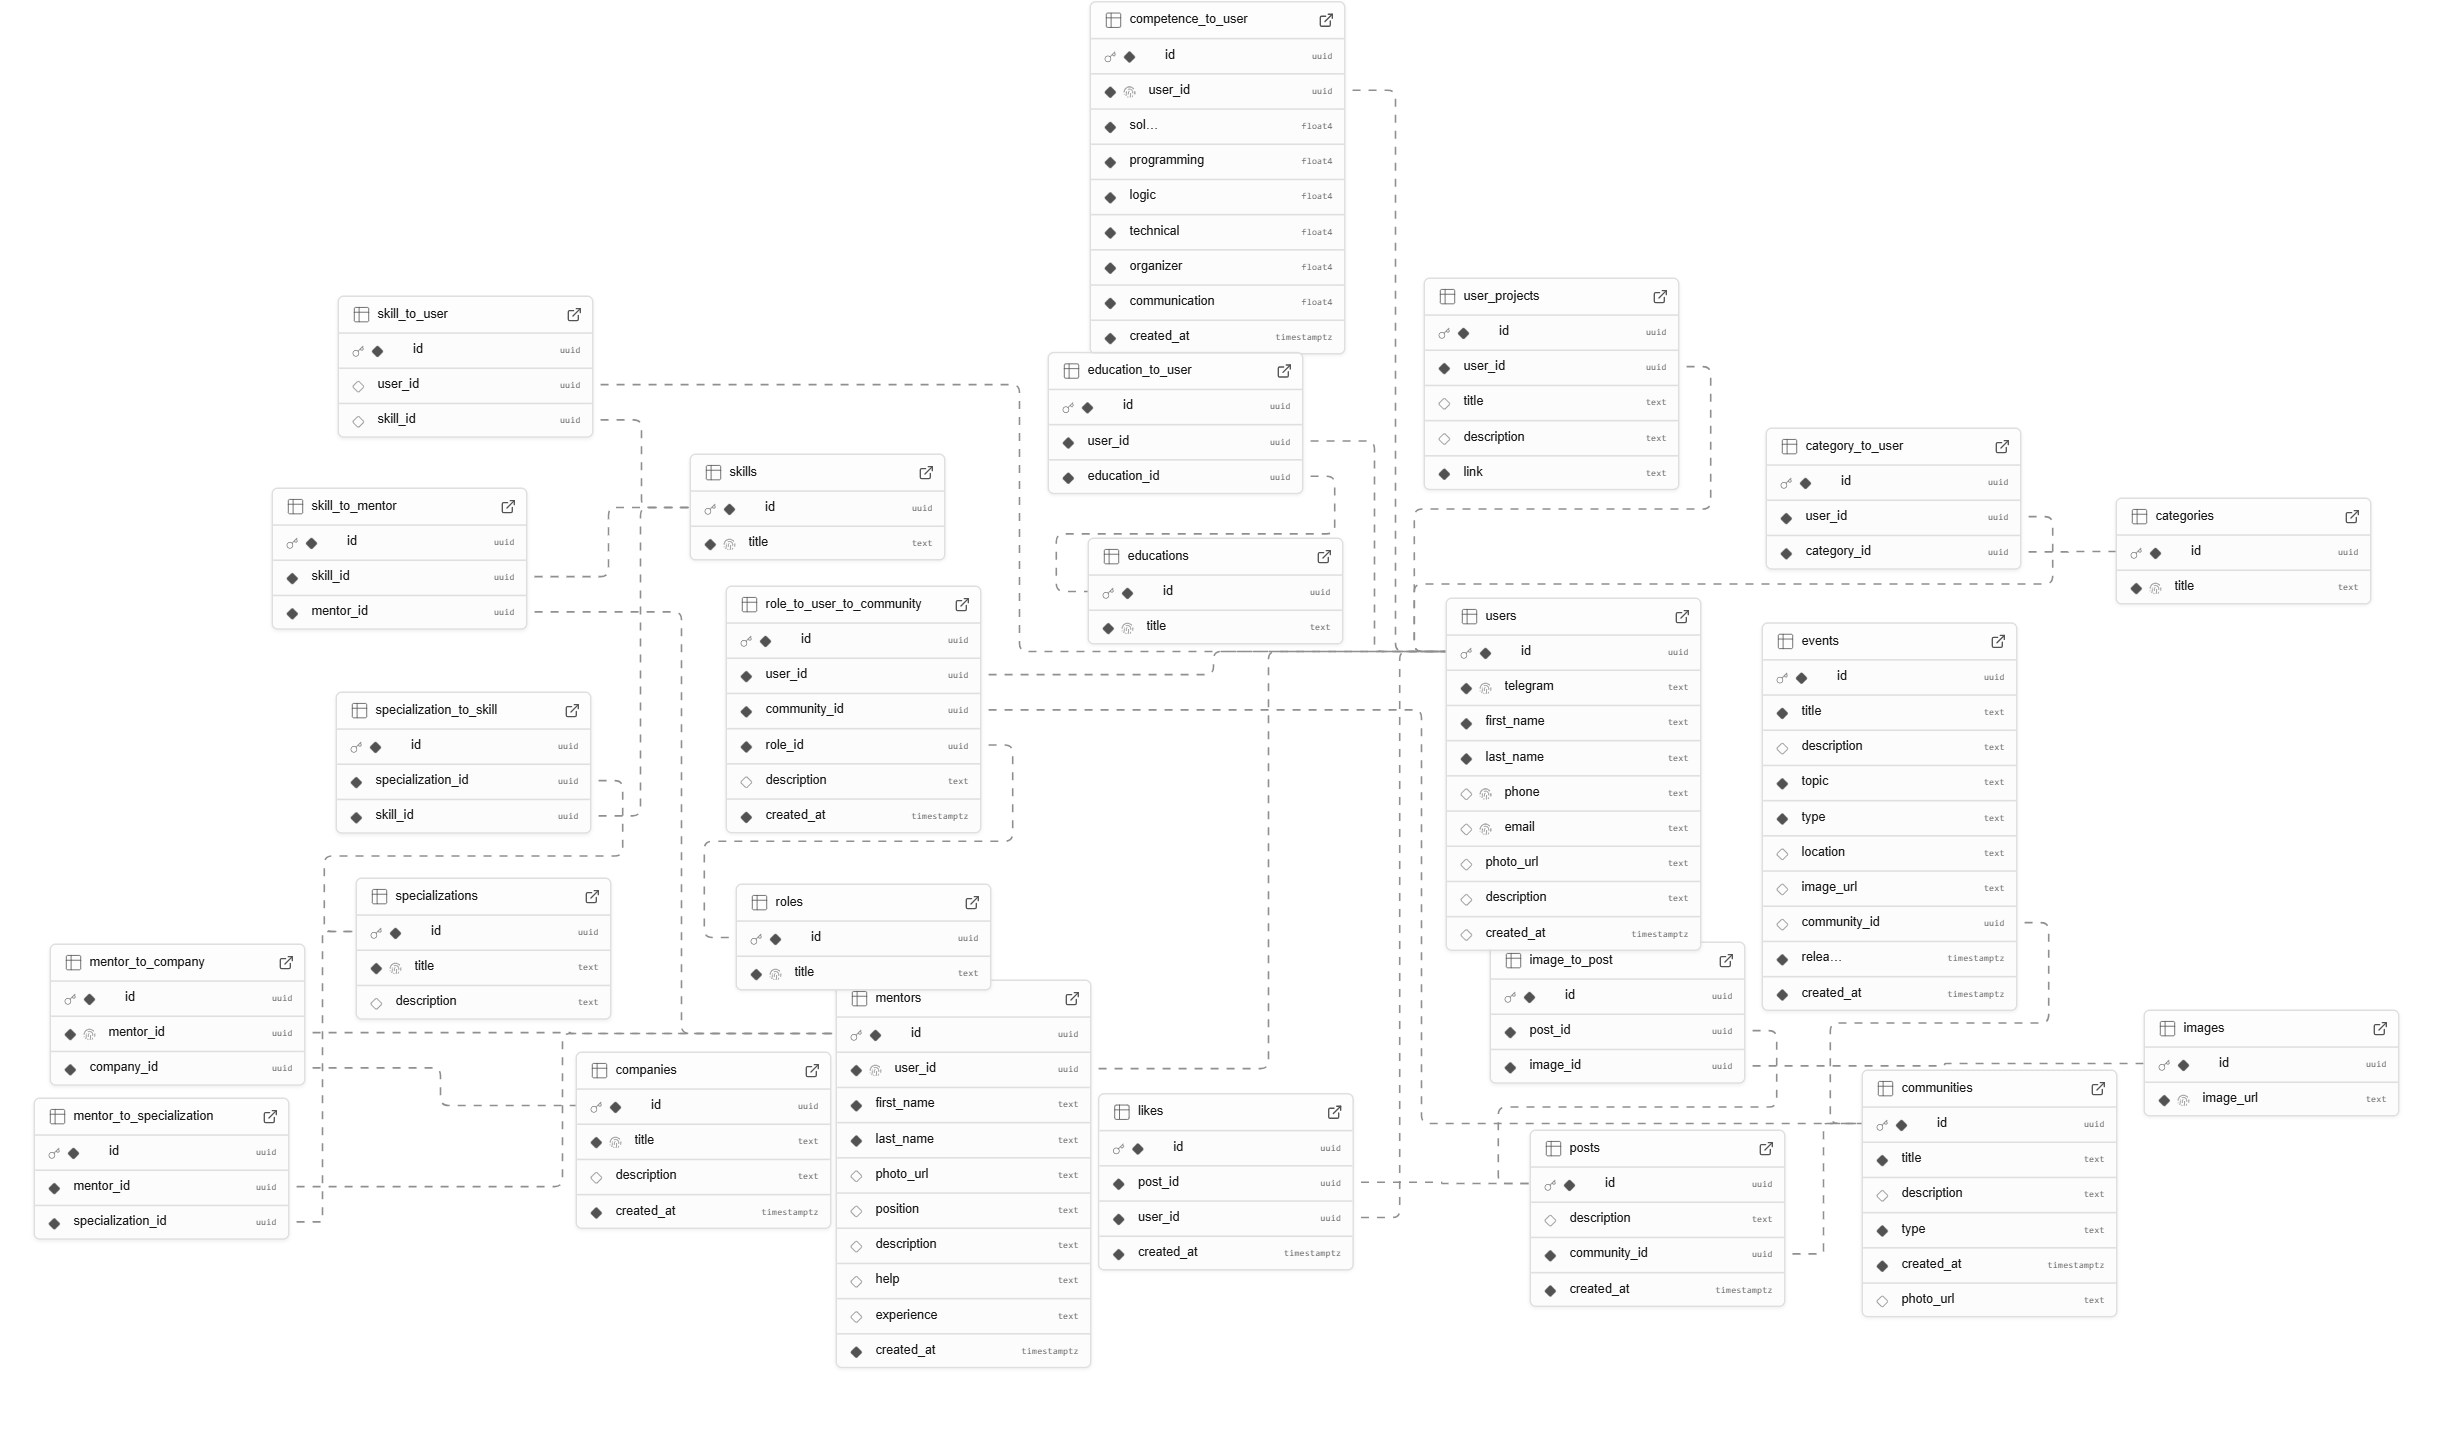 competence_to_user
id uuid
user_id uuid
sol... float4
programming float4
logic float4
technical float4
organizer float4
communication float4
created_at timestamptz
user_projects
id uuid
user_id uuid
title text
description text
link text
skill_to_user
id uuid
user_id uuid
skill_id uuid
education_to_user
id uuid
user_id uuid
education_id uuid
category_to_user
id uuid
user_id uuid
category_id uuid
skills
id uuid
title text
skill_to_mentor
id uuid
skill_id uuid
mentor_id uuid
categories
id uuid
title text
educations
id uuid
title text
role_to_user_to_community
id uuid
user_id uuid
community_id uuid
role_id uuid
description text
created_at timestamptz
users
id uuid
telegram text
first_name text
last_name text
phone text
email text
photo_url text
description text
created_at timestamptz
events
id uuid
title text
description text
topic text
type text
location text
image_url text
community_id uuid
relea... timestamptz
created_at timestamptz
specialization_to_skill
id uuid
specialization_id uuid
skill_id uuid
specializations
id uuid
title text
description text
roles
id uuid
title text
mentor_to_company
id uuid
mentor_id uuid
company_id uuid
image_to_post
id uuid
post_id uuid
image_id uuid
mentors
id uuid
user_id uuid
first_name text
last_name text
photo_url text
position text
description text
help text
experience text
created_at timestamptz
images
id uuid
image_url text
companies
id uuid
title text
description text
created_at timestamptz
communities
id uuid
title text
description text
type text
created_at timestamptz
photo_url text
likes
id uuid
post_id uuid
user_id uuid
created_at timestamptz
mentor_to_specialization
id uuid
mentor_id uuid
specialization_id uuid
posts
id uuid
description text
community_id uuid
created_at timestamptz